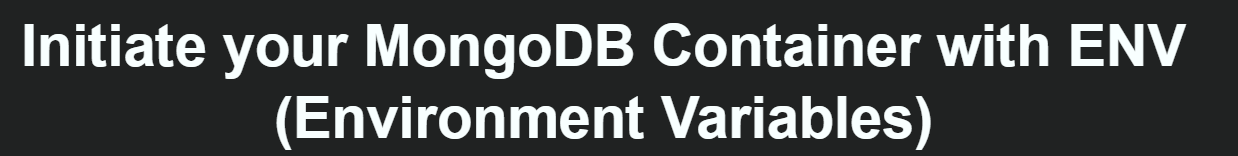 Initiate your MongoDB Container with ENV
(Environment Variables)